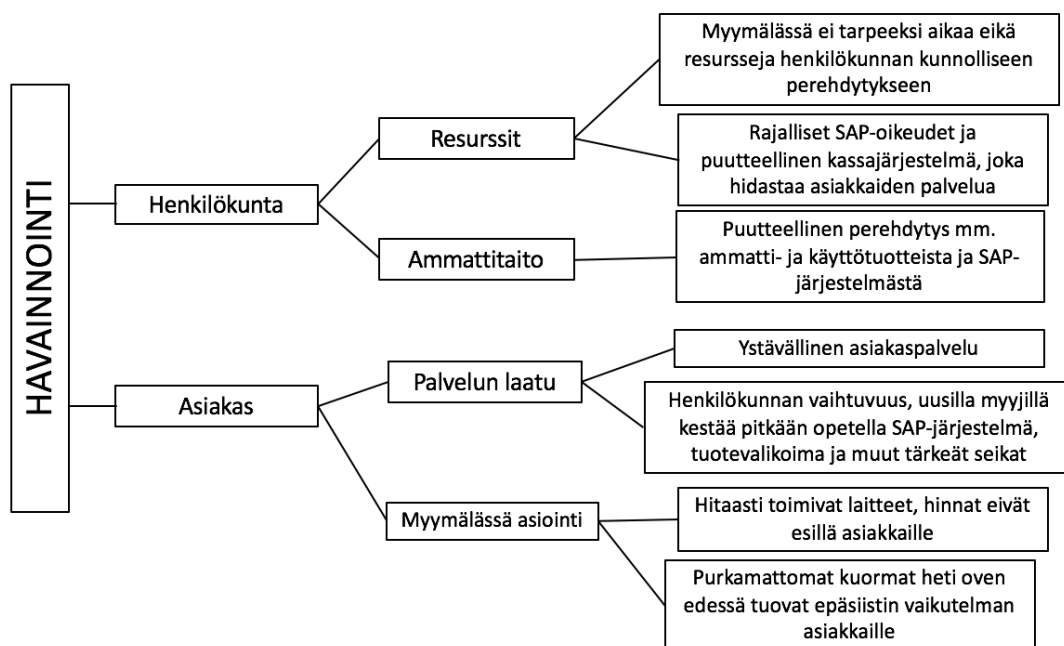 HAVAINNOINTI
Henkilökunta
Resurssit
Myymälässä ei tarpeeksi aikaa eikä
resursseja henkilökunnan kunnolliseen
perehdytykseen
Rajalliset SAP-oikeudet ja
puutteellinen kassajärjestelmä, joka
hidastaa asiakkaiden palvelua
Ammattitaito
Puutteellinen perehdytys mm.
ammatti- ja käyttötuotteista ja SAP-
järjestelmästä
Asiakas
Palvelun laatu
Ystävällinen asiakaspalvelu
Henkilökunnan vaihtuvuus, uusilla myyjillä
kestää pitkään opetella SAP-järjestelmä,
tuotevalikoima ja muut tärkeät seikat
Myymälässä asiointi
Hitaasti toimivat laitteet, hinnat eivät
esillä asiakkaille
Purkamattomat kuormat heti oven
edessä tuovat epäsiistin vaikutelman
asiakkaille